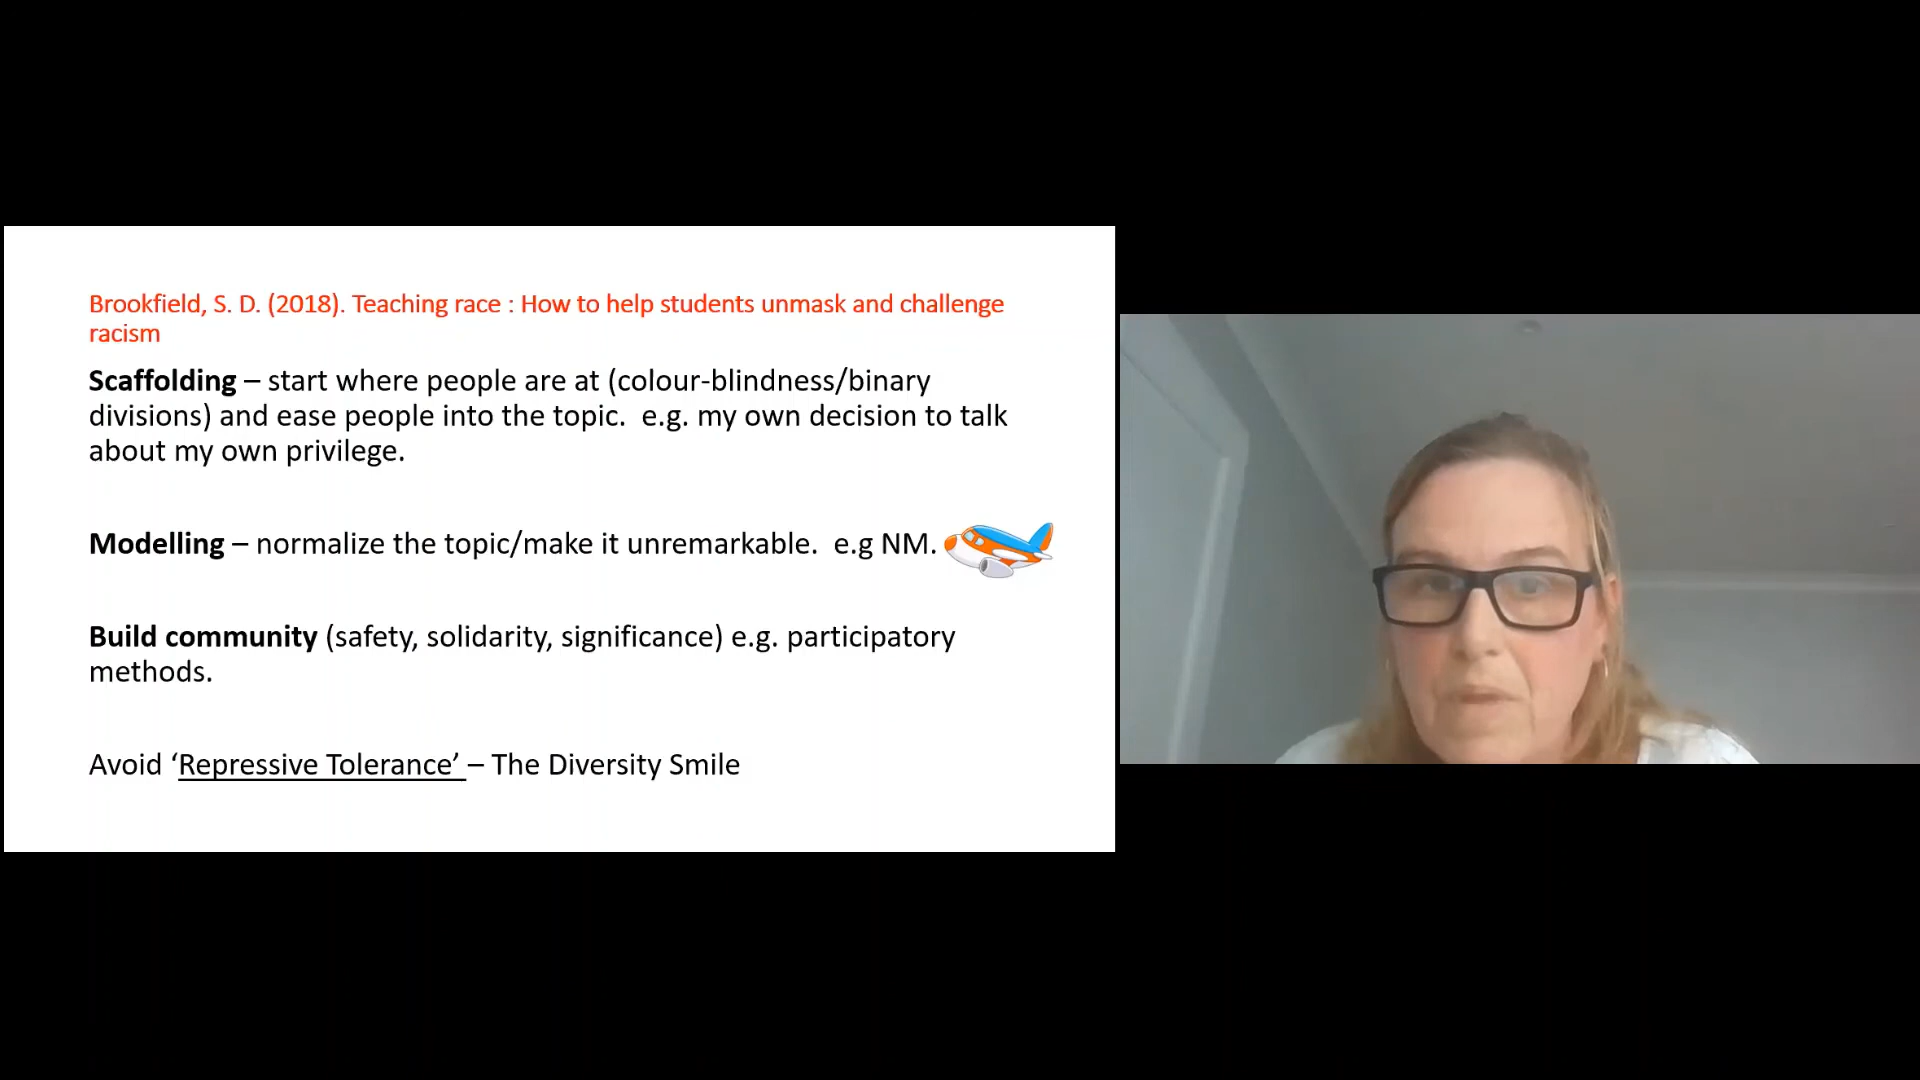 Brookfield, S. D. (2018). Teaching race : How to help students unmask and challenge
racism
Scaffolding – start where people are at (colour-blindness/binary
divisions) and ease people into the topic.  e.g. my own decision to talk
about my own privilege.
Modelling – normalize the topic/make it unremarkable.  e.g NM.
Build community (safety, solidarity, significance) e.g. participatory
methods.
Avoid ‘Repressive Tolerance’ – The Diversity Smile